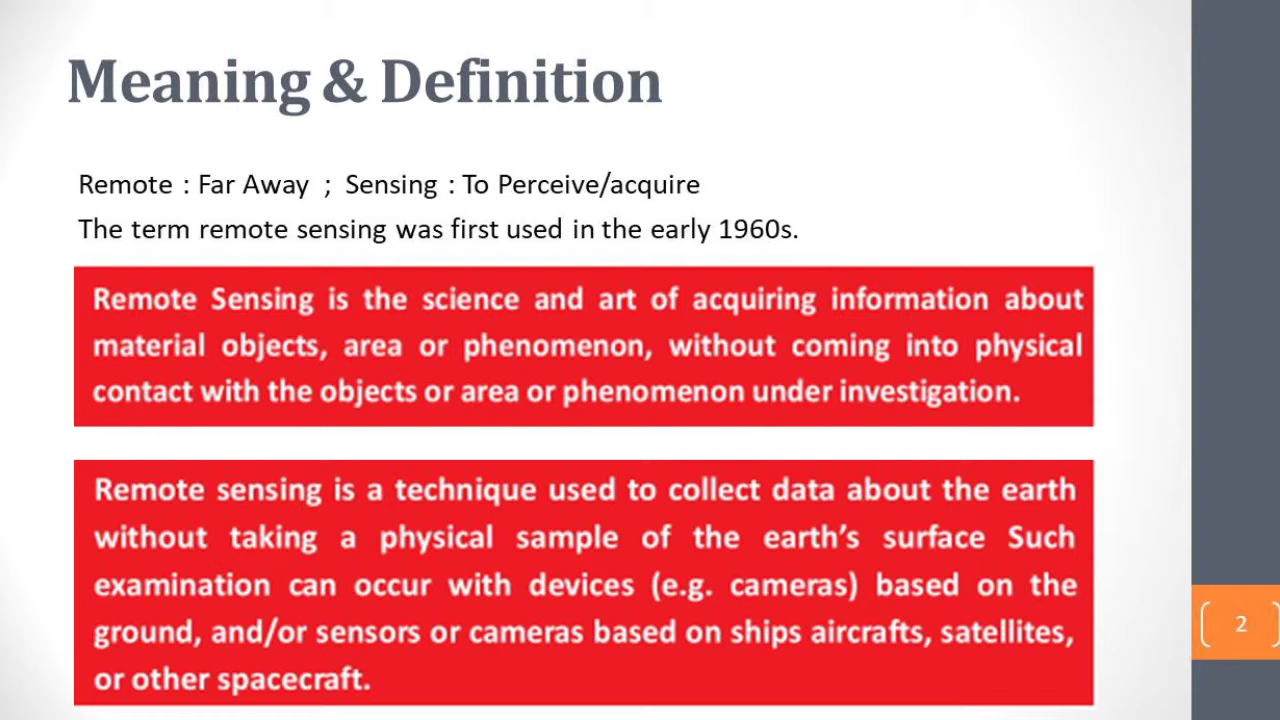 Meaning & Definition
Remote : Far Away ; Sensing : To Perceive/acquire
The term remote sensing was first used in the early 1960s.
Remote Sensing is the science and art of acquiring information about
material objects, area or phenomenon, without coming into physical
contact with the objects or area or phenomenon under investigation.
Remote sensing is a technique used to collect data about the earth
without taking a physical sample of the earth’s surface Such
examination can occur with devices (e.g. cameras) based on the
ground, and/or sensors or cameras based on ships aircrafts, satellites,
or other spacecraft.
2